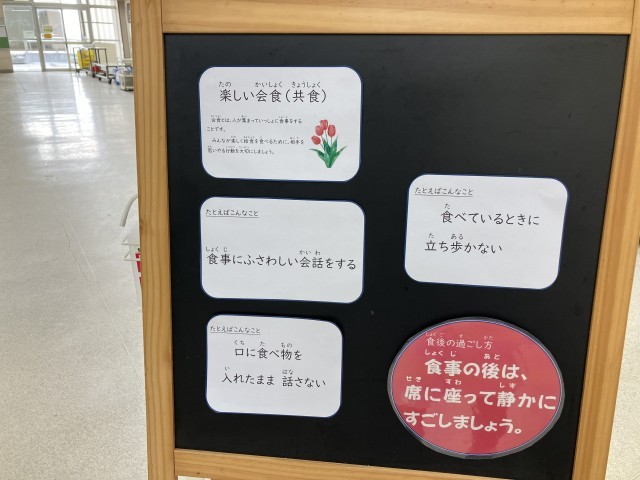 楽しい会食(共食)
会食とは、人が集まっていっしょに食事をする
ことです。
みんなが楽しく給食を食べるために、相手を
思いやる行動を大切にしましょう。
たとえばこんなこと
食事にふさわしい会話をする
たとえばこんなこと
口に食べ物を
入れたまま 話さない
たとえばこんなこと
食べているときに
立ち歩かない
食後の過ごし方
食事の後は、
席に座って静かに
すごしましょう。